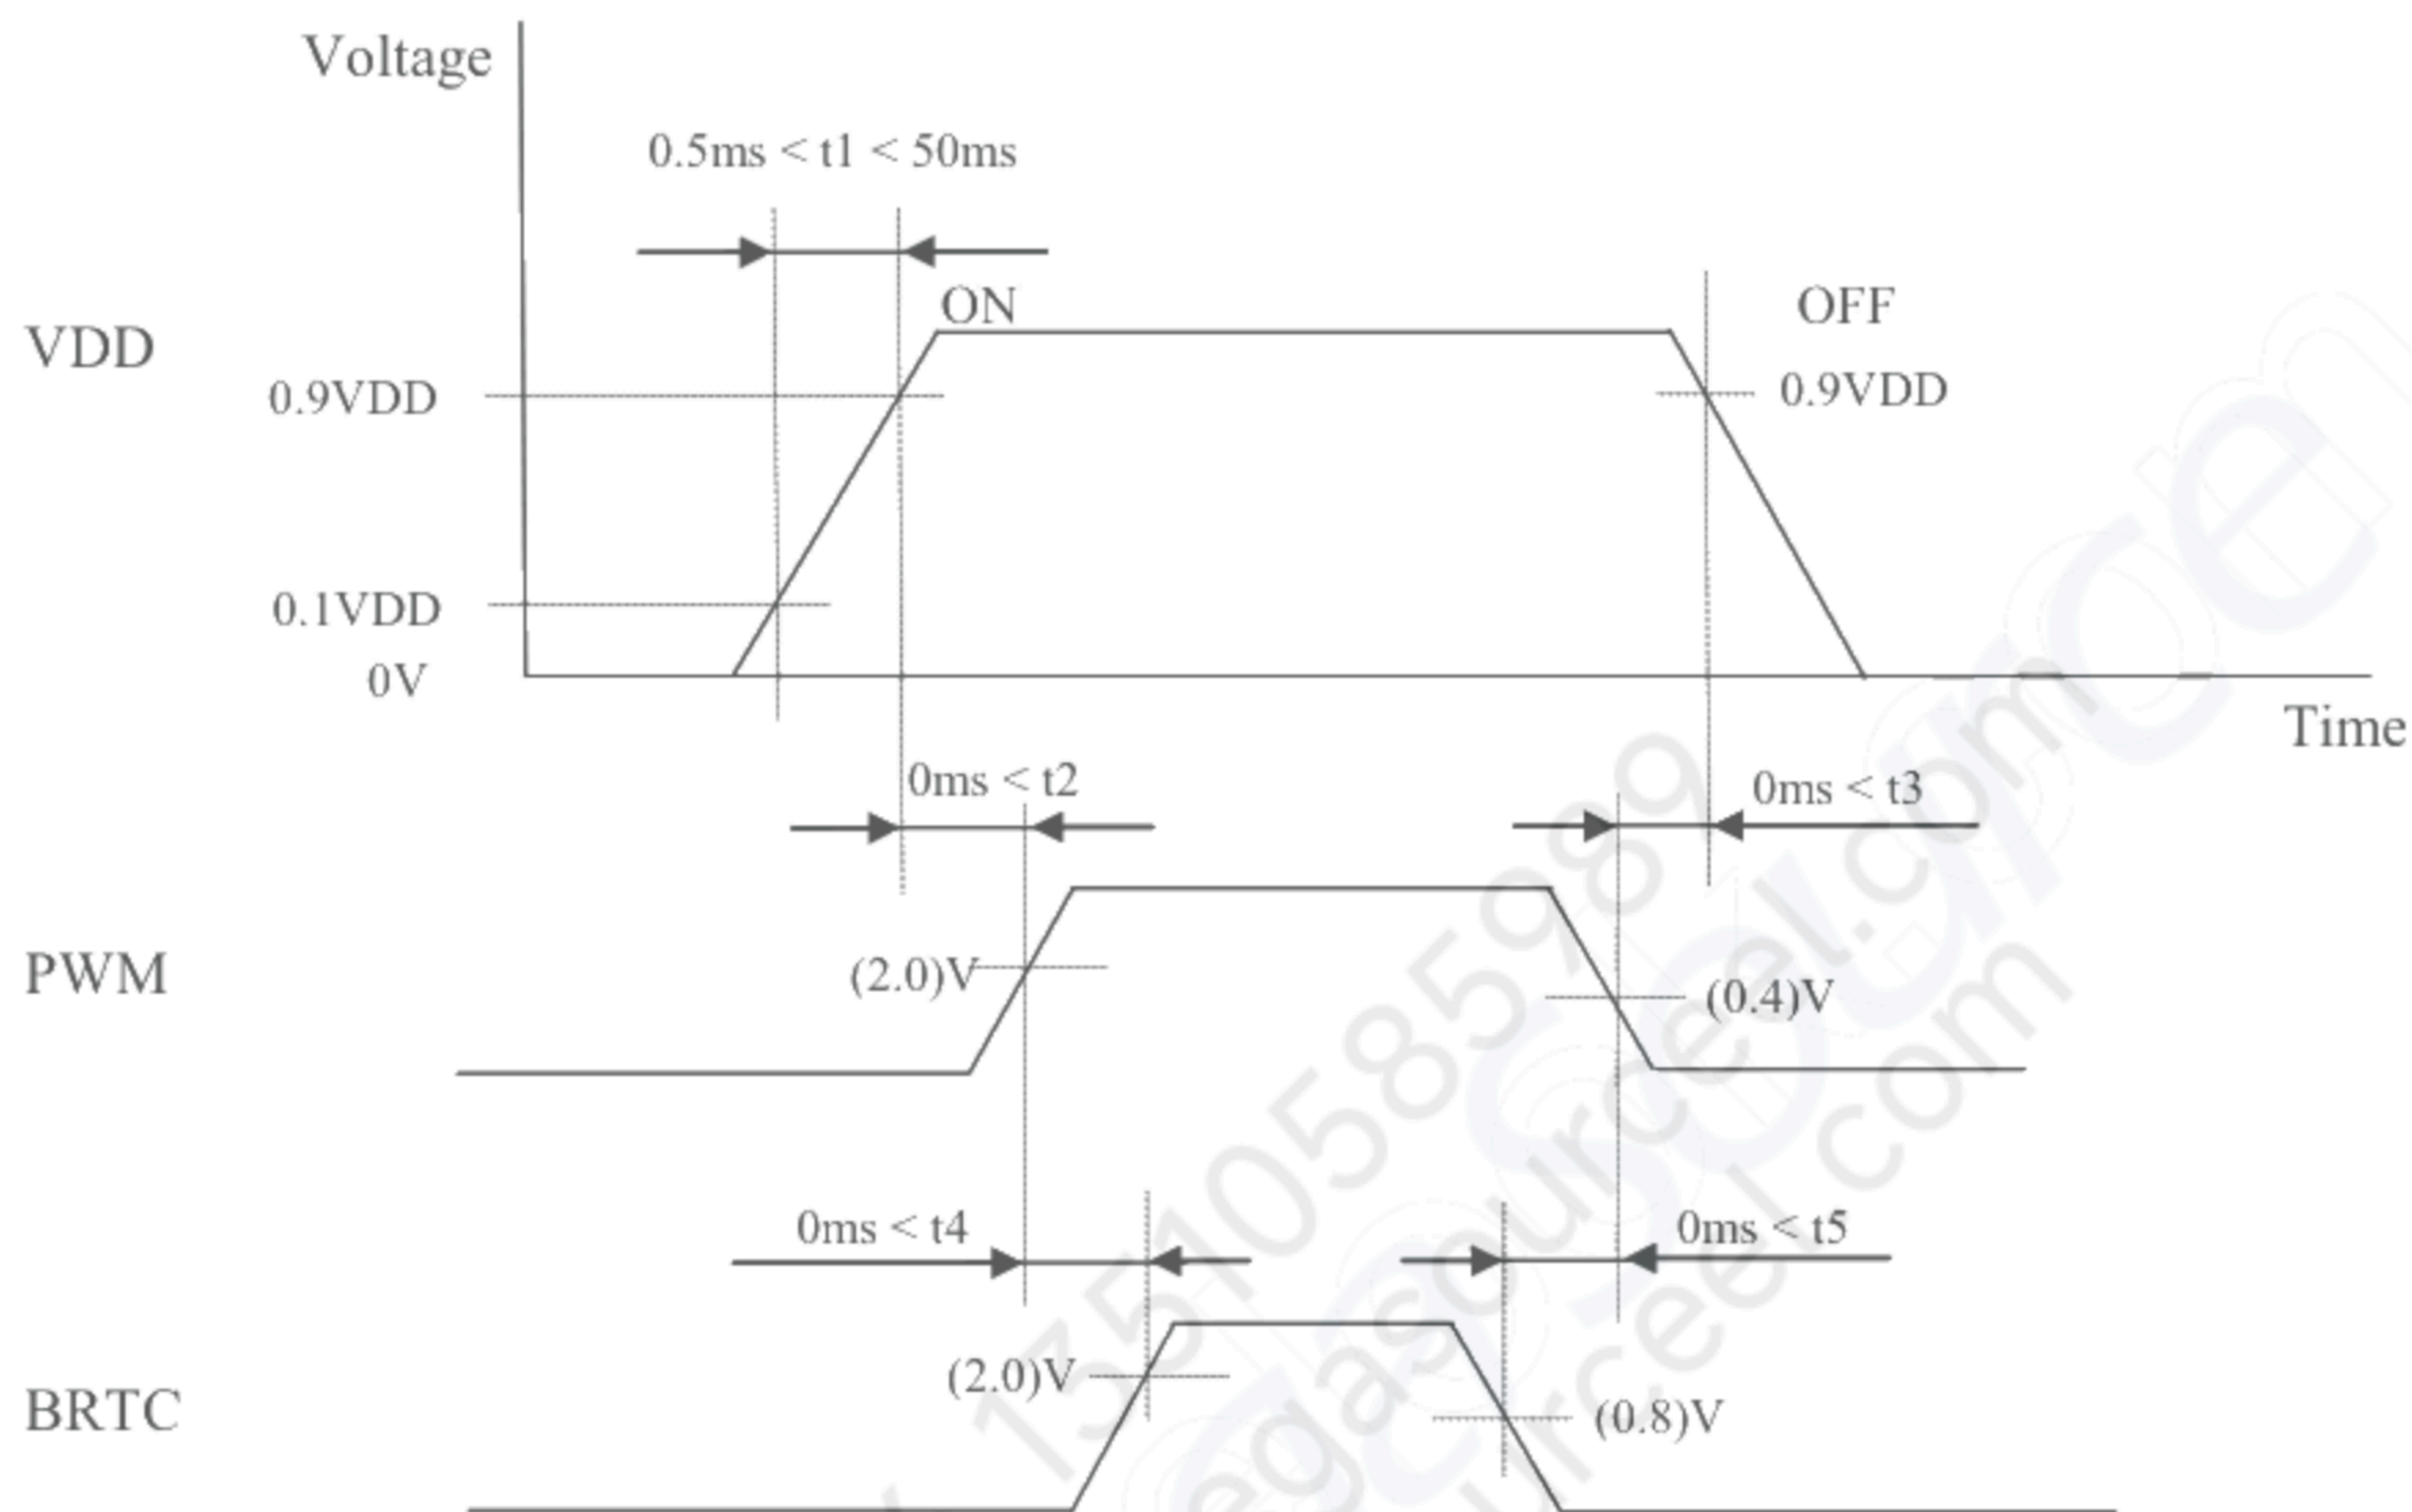 Voltage
0.5ms < t1 < 50ms
ON
OFF
VDD
0.9VDD
0.9VDD
0.1VDD
0V
Time
0ms < t2
0ms < t3
PWM
(2.0)V
(0.4)V
0ms < t4
0ms < t5
(2.0)V
BRTC
(0.8)V
13510585989